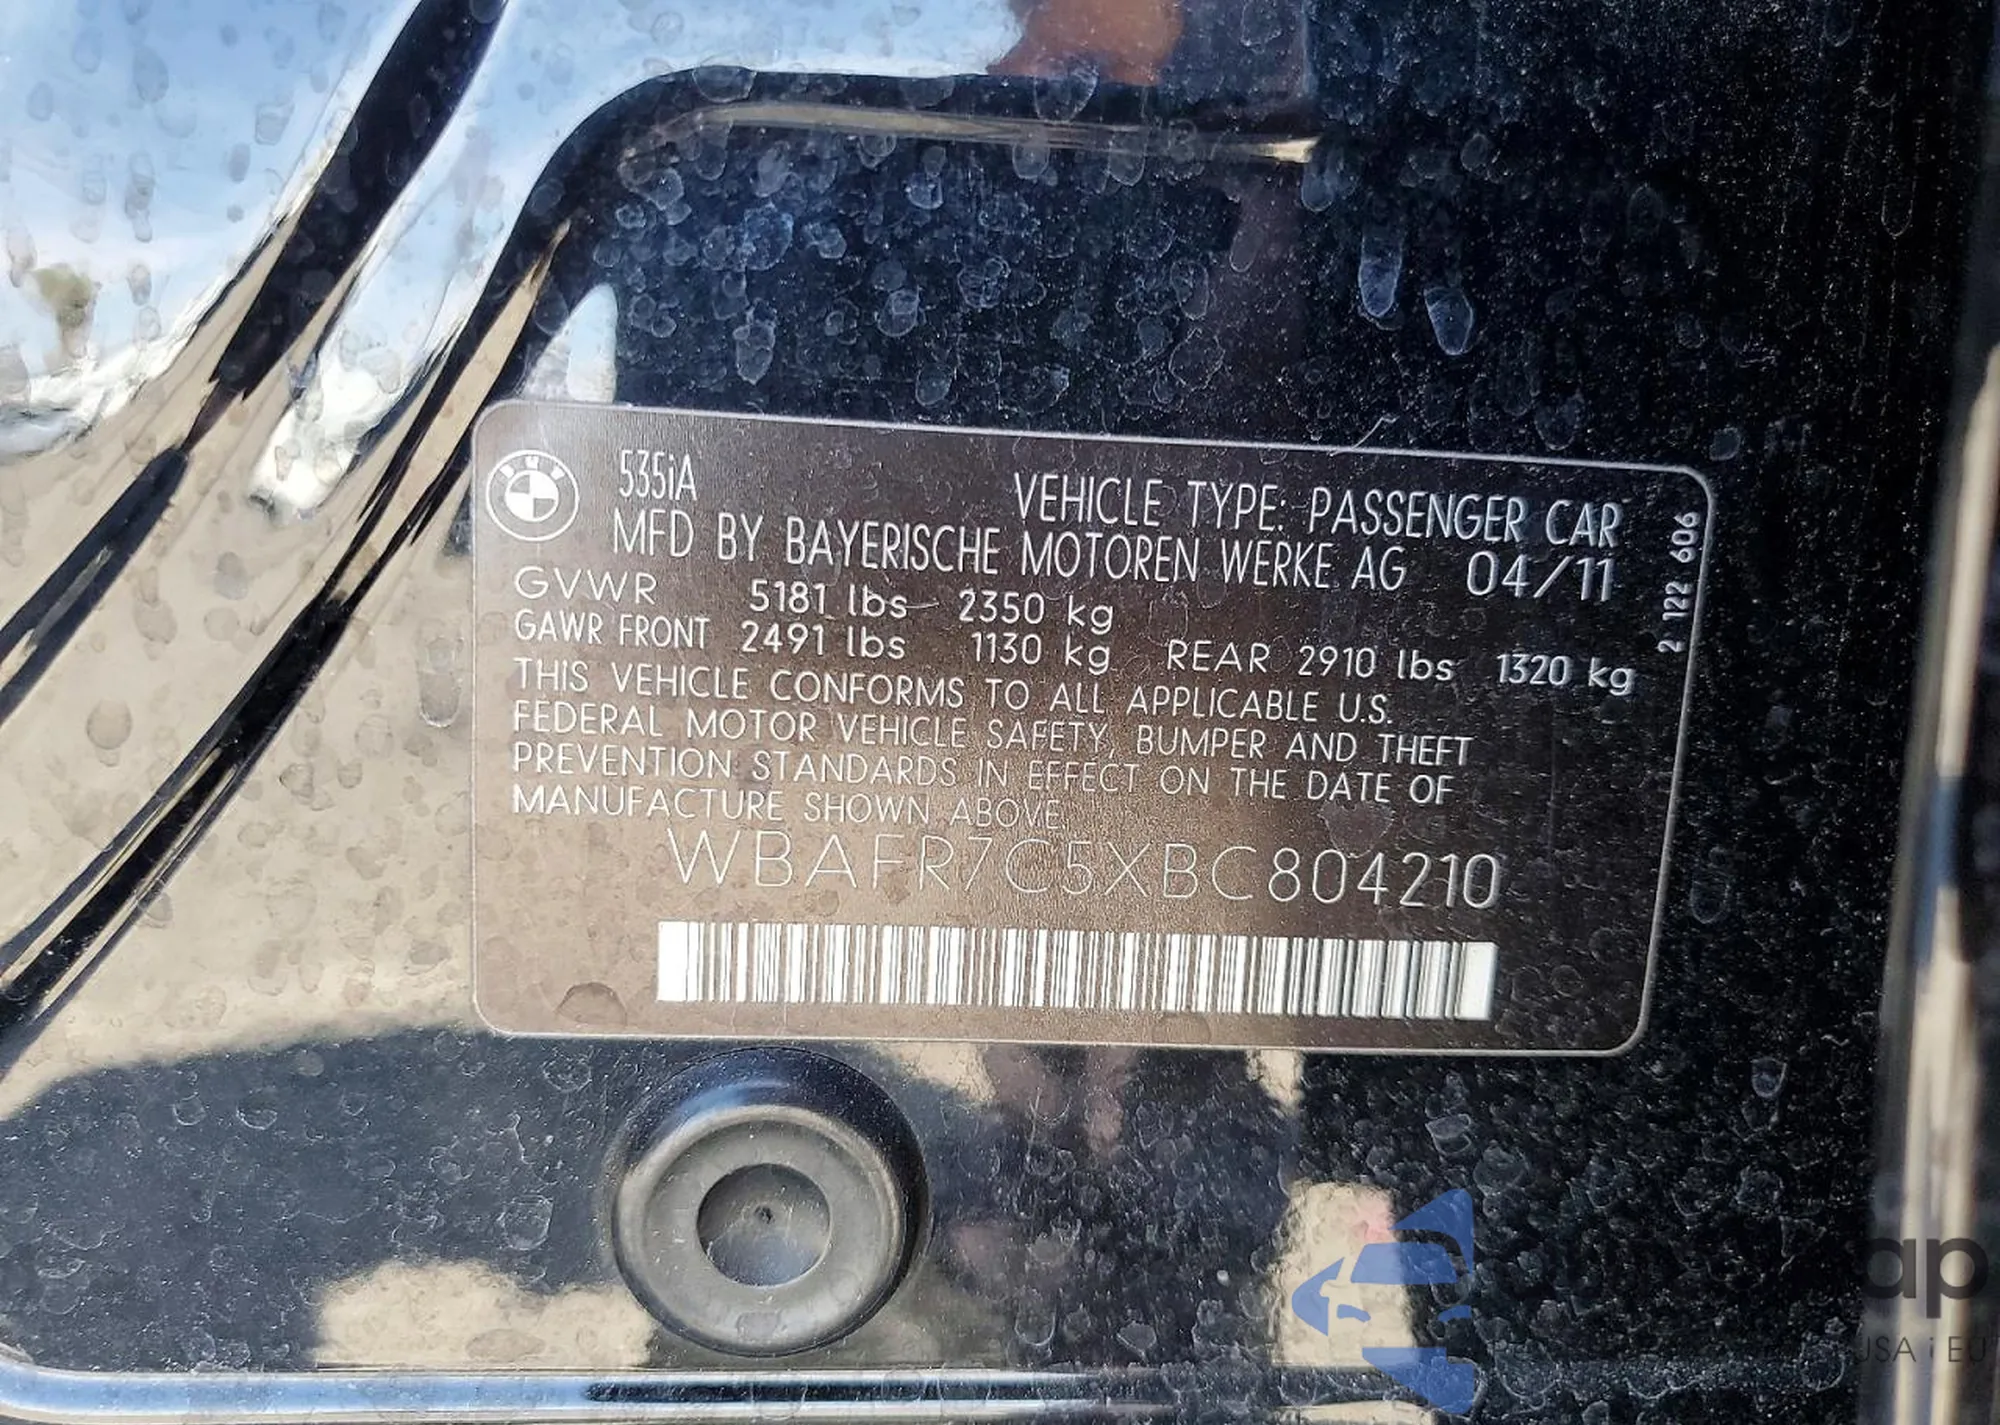 BMW
535iA
VEHICLE TYPE: PASSENGER CAR
MFD BY BAYERISCHE MOTOREN WERKE AG 04/11
GVWR 5181 lbs 2350 kg
GAWR FRONT 2491 lbs 1130 kg REAR 2910 lbs 1320 kg
THIS VEHICLE CONFORMS TO ALL APPLICABLE U.S.
FEDERAL MOTOR VEHICLE SAFETY, BUMPER AND THEFT
PREVENTION STANDARDS IN EFFECT ON THE DATE OF
MANUFACTURE SHOWN ABOVE.
WBAFR7C5XBC804210
2 122 606
USA i EU